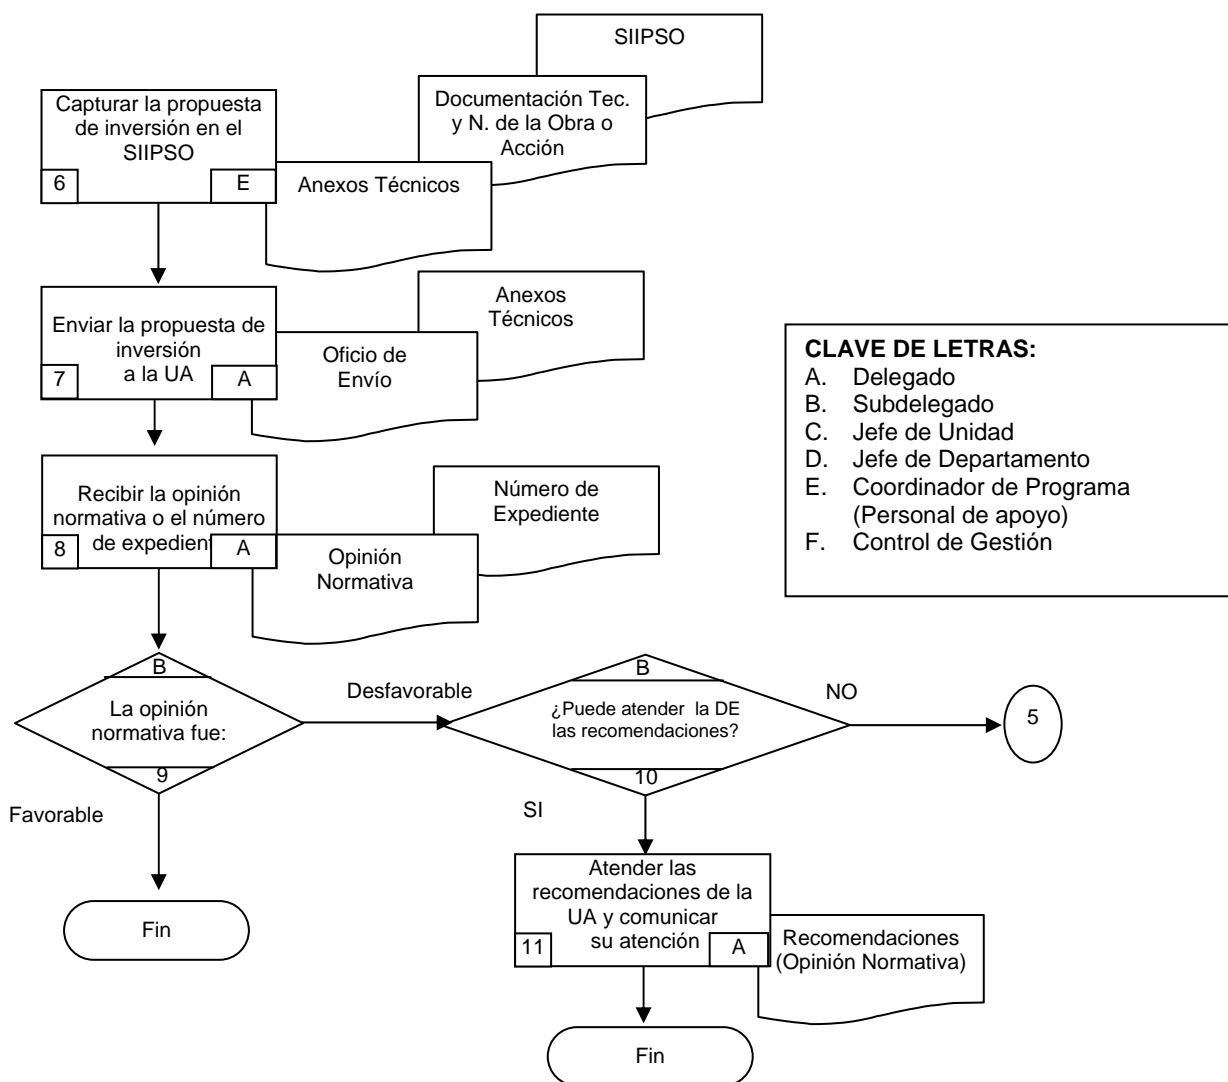 SIIPSO
Capturar la propuesta
de inversión en el
SIIPSO
6
E
Documentación Tec.
y N. de la Obra o
Acción
Anexos Técnicos
Enviar la propuesta de
inversión
a la UA
7
A
Anexos
Técnicos
Oficio de
Envío
CLAVE DE LETRAS:
A. Delegado
B. Subdelegado
C. Jefe de Unidad
D. Jefe de Departamento
E. Coordinador de Programa
(Personal de apoyo)
F. Control de Gestión
Recibir la opinión
normativa o el número
de expedient
8
A
Número de
Expediente
Opinión
Normativa
B
La opinión
normativa fue:
9
Desfavorable
B
¿Puede atender la DE
las recomendaciones?
10
NO
5
Favorable
SI
Fin
Atender las
recomendaciones de la
UA y comunicar
su atención
11
A
Recomendaciones
(Opinión Normativa)
Fin